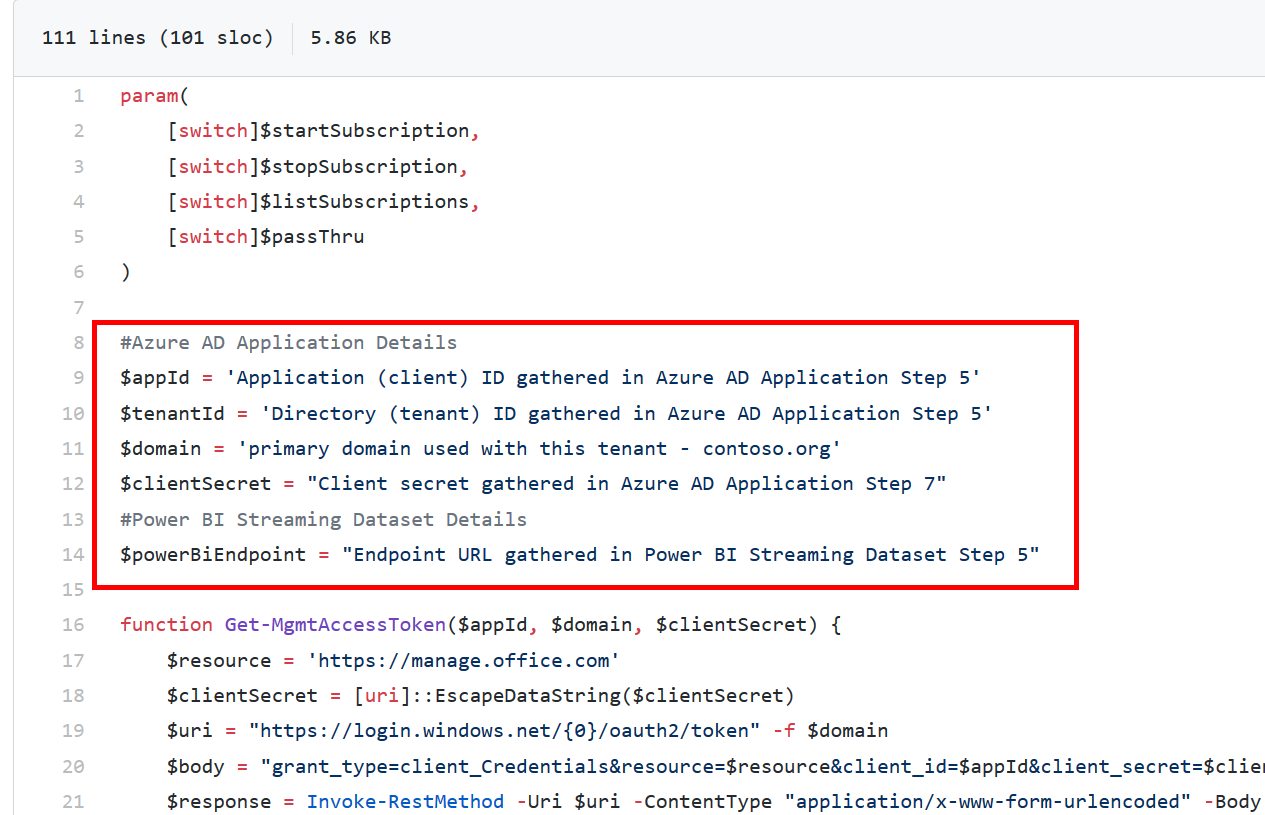 111 lines (101 sloc) 5.86 KB
1 param(
2 [switch]$startSubscription,
3 [switch]$stopSubscription,
4 [switch]$listSubscriptions,
5 [switch]$passThru
6 )
7
8 #Azure AD Application Details
9 $appId = 'Application (client) ID gathered in Azure AD Application Step 5'
10 $tenantId = 'Directory (tenant) ID gathered in Azure AD Application Step 5'
11 $domain = 'primary domain used with this tenant - contoso.org'
12 $clientSecret = "Client secret gathered in Azure AD Application Step 7"
13 #Power BI Streaming Dataset Details
14 $powerBiEndpoint = "Endpoint URL gathered in Power BI Streaming Dataset Step 5"
15
16 function Get-MgmtAccessToken($appId, $domain, $clientSecret) {
17 $resource = 'https://manage.office.com'
18 $clientSecret = [uri]::EscapeDataString($clientSecret)
19 $uri = "https://login.windows.net/{0}/oauth2/token" -f $domain
20 $body = "grant_type=client_Credentials&resource=$resource&client_id=$appId&client_secret=$clien
21 $response = Invoke-RestMethod -Uri $uri -ContentType "application/x-www-form-urlencoded" -Body